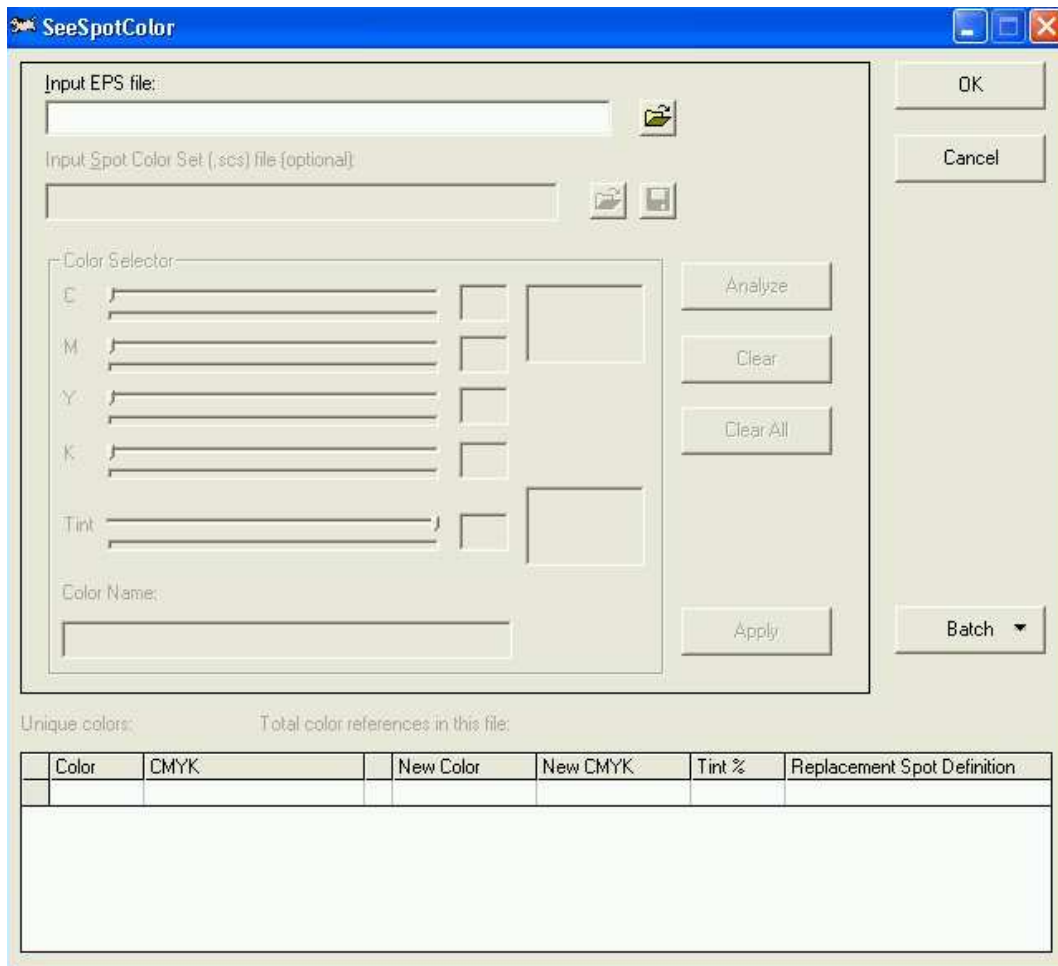 SeeSpotColor
Input EPS file:
OK
Input Spot Color Set (.scs) file (optional):
Cancel
Color Selector
C
Analyze
M
Clear
Y
Clear All
K
Tint
Color Name:
Apply
Batch
Unique colors: Total color references in this file:
Color CMYK New Color New CMYK Tint % Replacement Spot Definition